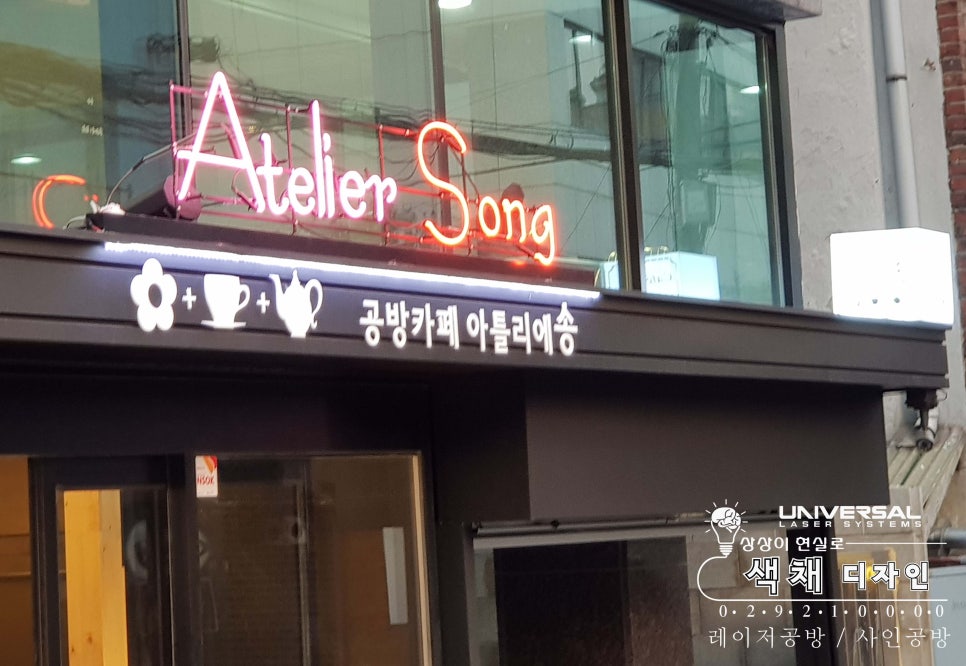 Atelier Song
공방카페 아틀리에송
NSOK
UNIVERSAL
LASER SYSTEMS
상상이 현실로
색채 디자인
0·2·9·2·1·0·0·0·0
레이저공방 / 사인공방